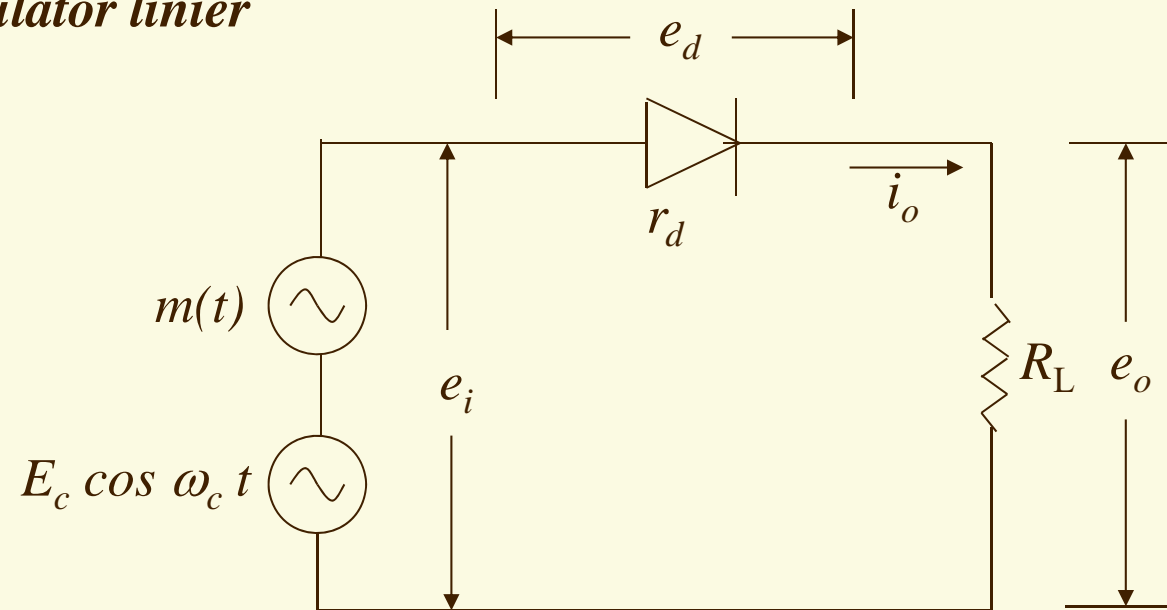 ulator linier
e_d
i_o
r_d
m(t)
e_i
R_L
e_o
E_c cos ω_c t